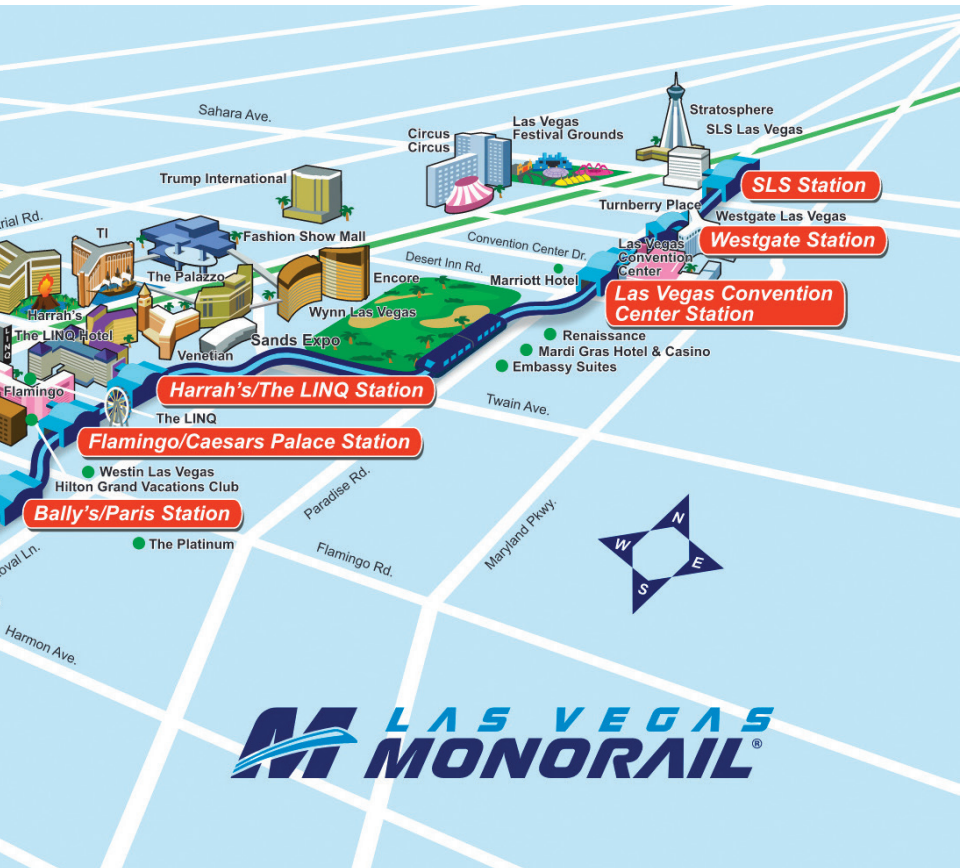 Sahara Ave.
Stratosphere
SLS Las Vegas
Las Vegas
Festival Grounds
Circus
Circus
Trump International
SLS Station
Turnberry Place
Westgate Las Vegas
TI
Fashion Show Mall
Convention Center Dr.
Westgate Station
Las Vegas
Convention
Center
Desert Inn Rd.
The Palazzo
Encore
Marriott Hotel
Las Vegas Convention
Center Station
Harrah's
Wynn Las Vegas
The LINQ Hotel
LINQ
Sands Expo
Renaissance
Venetian
Mardi Gras Hotel & Casino
Embassy Suites
Flamingo
Harrah's/The LINQ Station
Twain Ave.
The LINQ
Flamingo/Caesars Palace Station
Westin Las Vegas
Hilton Grand Vacations Club
Paradise Rd.
Bally's/Paris Station
Maryland Pkwy.
The Platinum
Flamingo Rd.
N
W
E
S
Harmon Ave.
LAS VEGAS
MONORAIL®